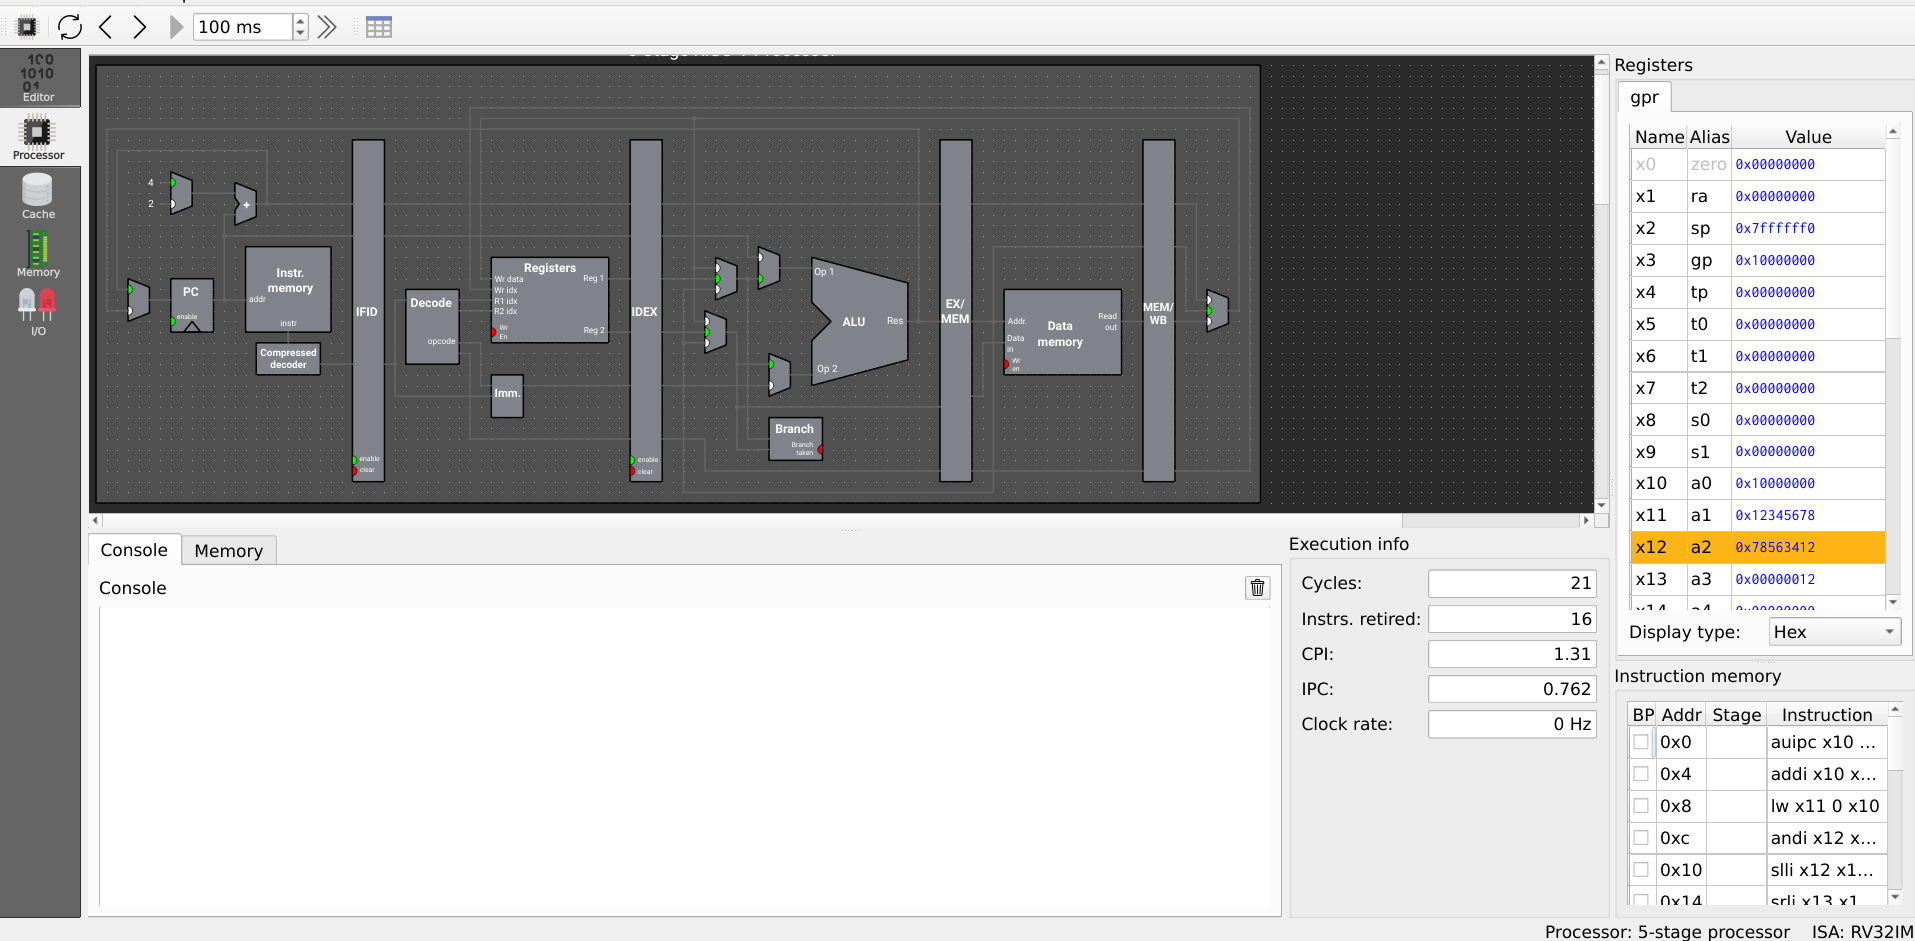 100 ms
100
1010
01
Editor
Processor
Cache
Memory
I/O
4
2
+
PC
enable
Instr.
memory
addr
instr
Compressed
decoder
IFID
enable
clear
Decode
opcode
Registers
Wr data
Wr idx
R1 idx
R2 idx
Wr
En
Reg 1
Reg 2
Imm.
IDEX
enable
clear
Op 1
ALU
Res
Op 2
Branch
Branch
taken
EX/
MEM
Addr.
Data
in
Wr
en
Data
memory
Read
out
MEM/
WB
Console
Memory
Console
Execution info
Cycles: 21
Instrs. retired: 16
CPI: 1.31
IPC: 0.762
Clock rate: 0 Hz
Registers
gpr
Name Alias Value
x0 zero 0x00000000
x1 ra 0x00000000
x2 sp 0x7ffffff0
x3 gp 0x10000000
x4 tp 0x00000000
x5 t0 0x00000000
x6 t1 0x00000000
x7 t2 0x00000000
x8 s0 0x00000000
x9 s1 0x00000000
x10 a0 0x10000000
x11 a1 0x12345678
x12 a2 0x78563412
x13 a3 0x00000012
x14 a4 0x00000000
Display type: Hex
Instruction memory
BP Addr Stage Instruction
0x0 auipc x10 ...
0x4 addi x10 x...
0x8 lw x11 0 x10
0xc andi x12 x...
0x10 slli x12 x1...
0x14 srli x13 x1
Processor: 5-stage processor ISA: RV32IM